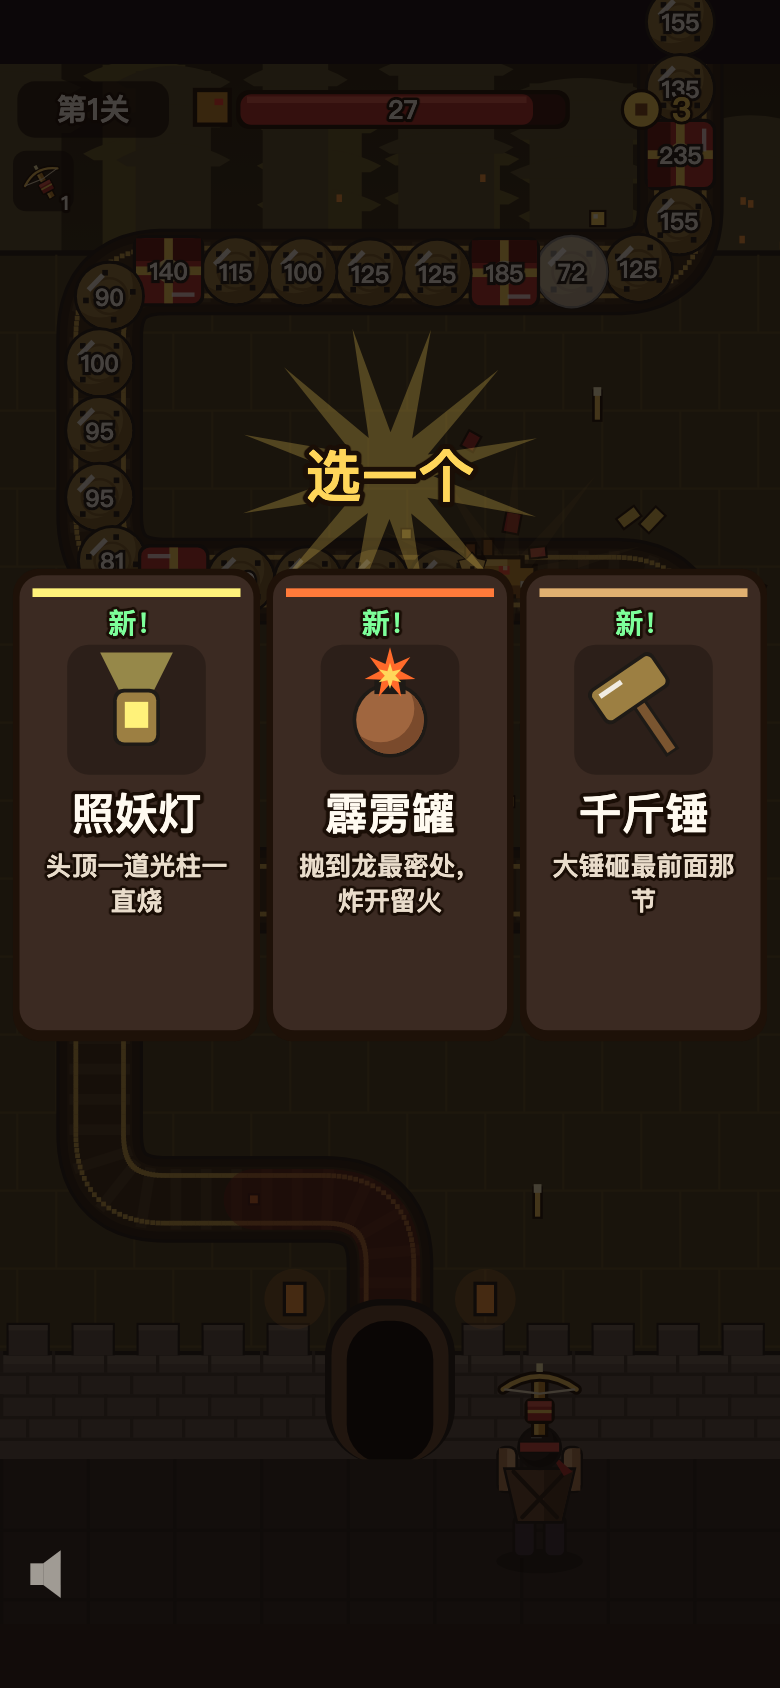 155
第1关
27
135
3
235
1
155
140
115
100
125
125
185
72
125
90
100
95
95
81
选一个
新!
新!
新!
照妖灯
霹雳罐
千斤锤
头顶一道光柱一
直烧
抛到龙最密处,
炸开留火
大锤砸最前面那
节